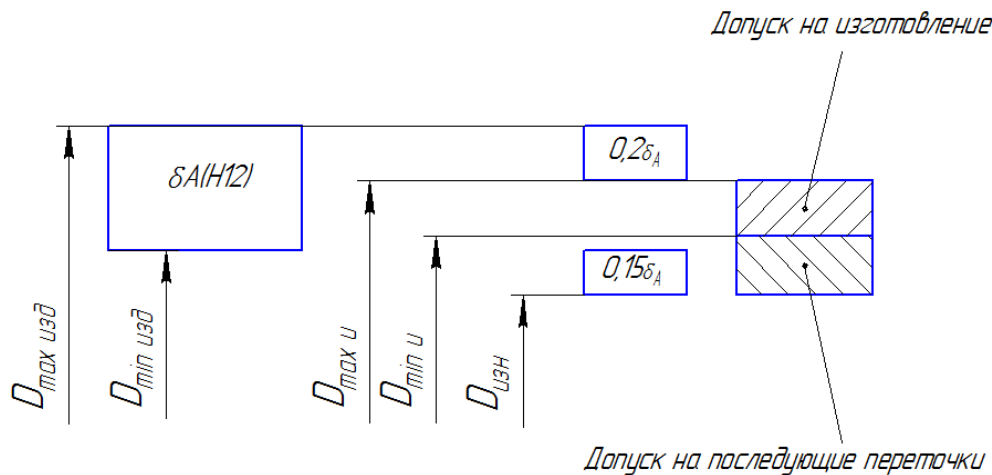 Допуск на изготовление
δA(H12)
0,2δA
0,15δA
Dmax изд
Dmin изд
Dmax и
Dmin и
Dизн
Допуск на последующие переточки